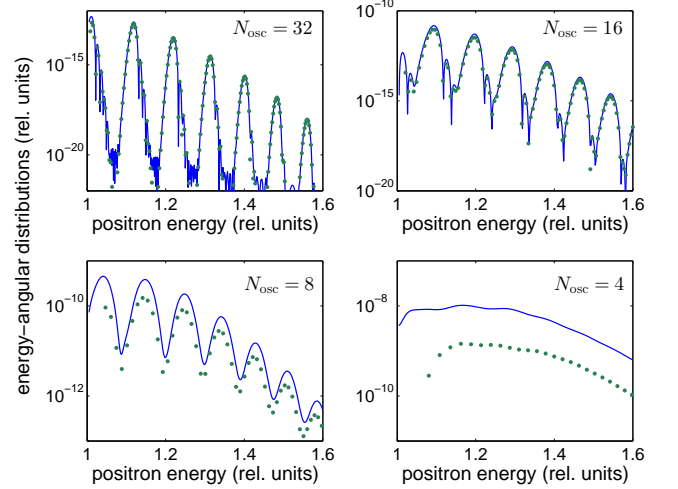 energy−angular distributions (rel. units)
N_osc = 32
10^−15
10^−20
1 1.2 1.4 1.6
positron energy (rel. units)
N_osc = 16
10^−10
10^−15
10^−20
1 1.2 1.4 1.6
positron energy (rel. units)
N_osc = 8
10^−10
10^−12
1 1.2 1.4 1.6
positron energy (rel. units)
N_osc = 4
10^−8
10^−10
1 1.2 1.4 1.6
positron energy (rel. units)